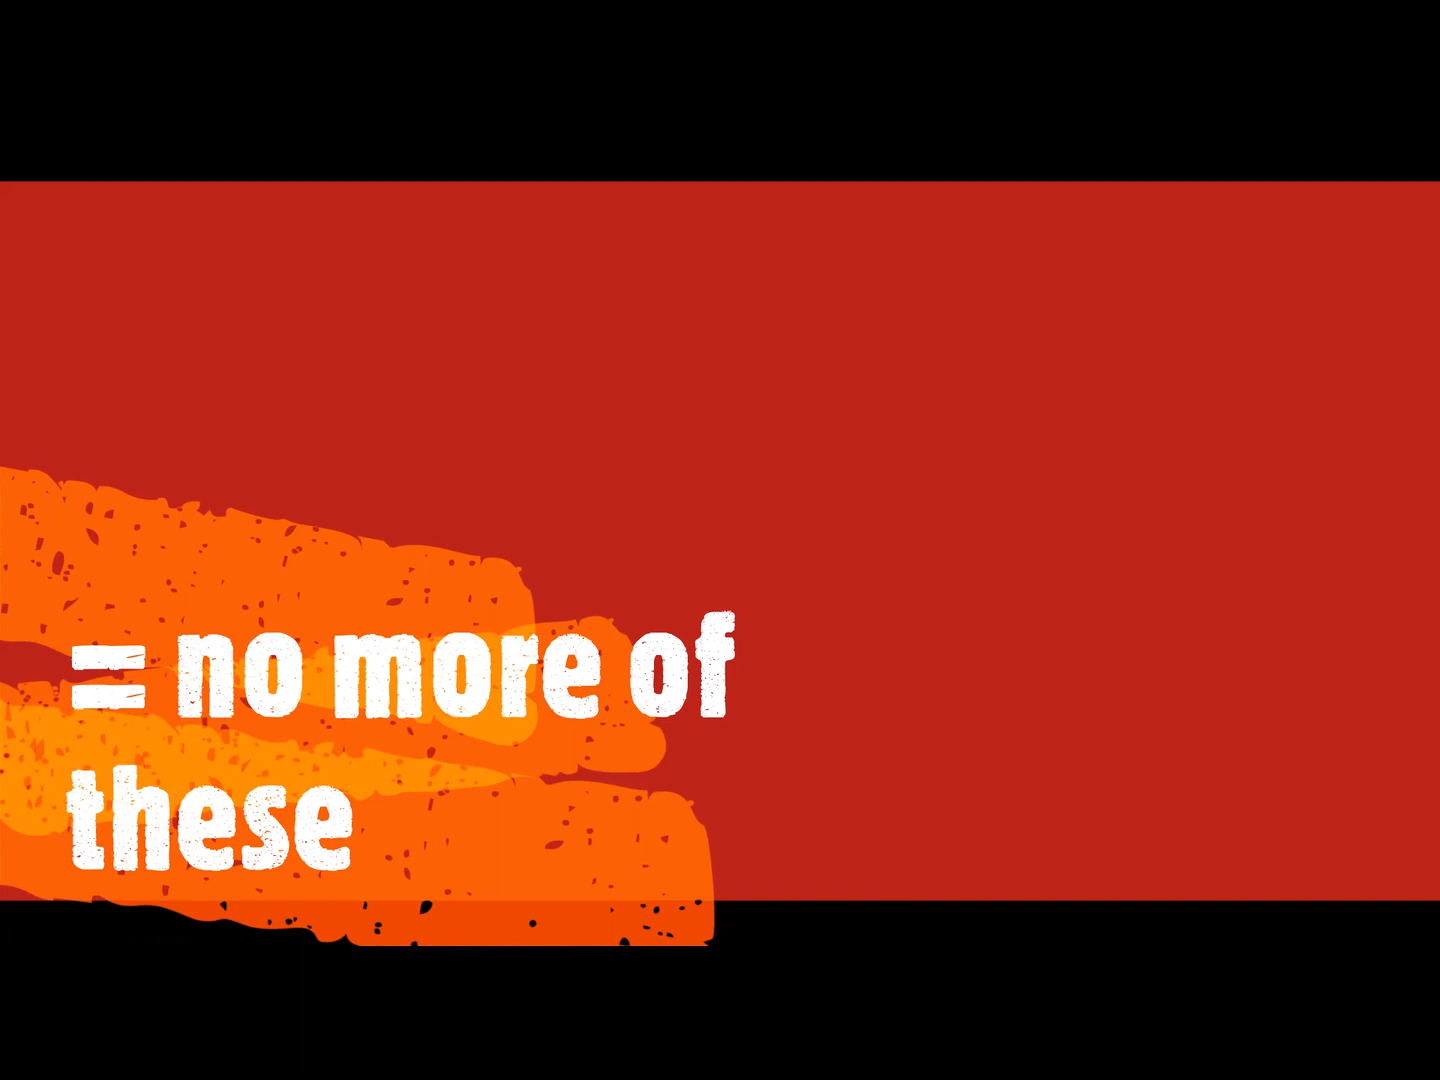 = no more of
these